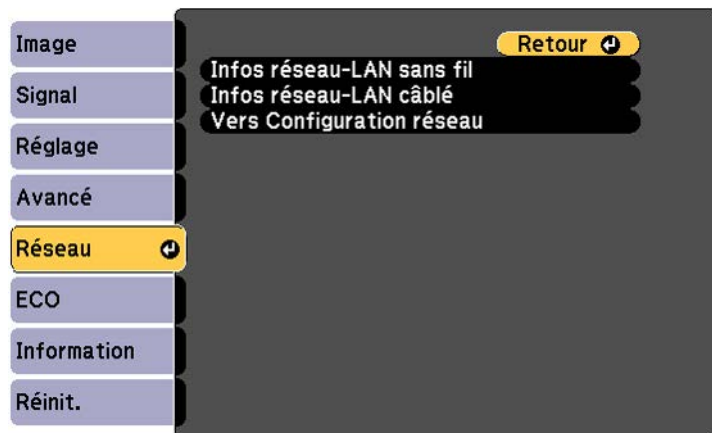 Image
Signal
Réglage
Avancé
Réseau
ECO
Information
Réinit.
Retour
Infos réseau-LAN sans fil
Infos réseau-LAN câblé
Vers Configuration réseau